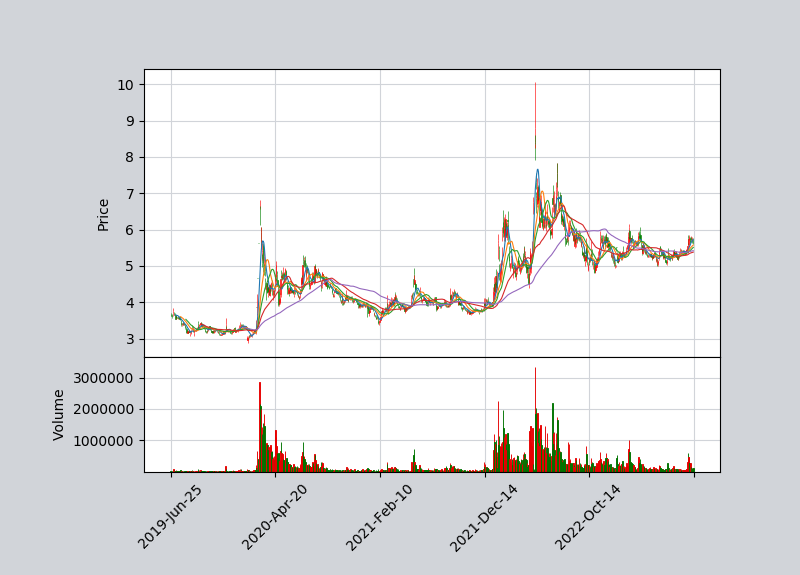 10
9
8
7
6
5
4
3
Price
3000000
2000000
1000000
Volume
2019-Jun-25
2020-Apr-20
2021-Feb-10
2021-Dec-14
2022-Oct-14